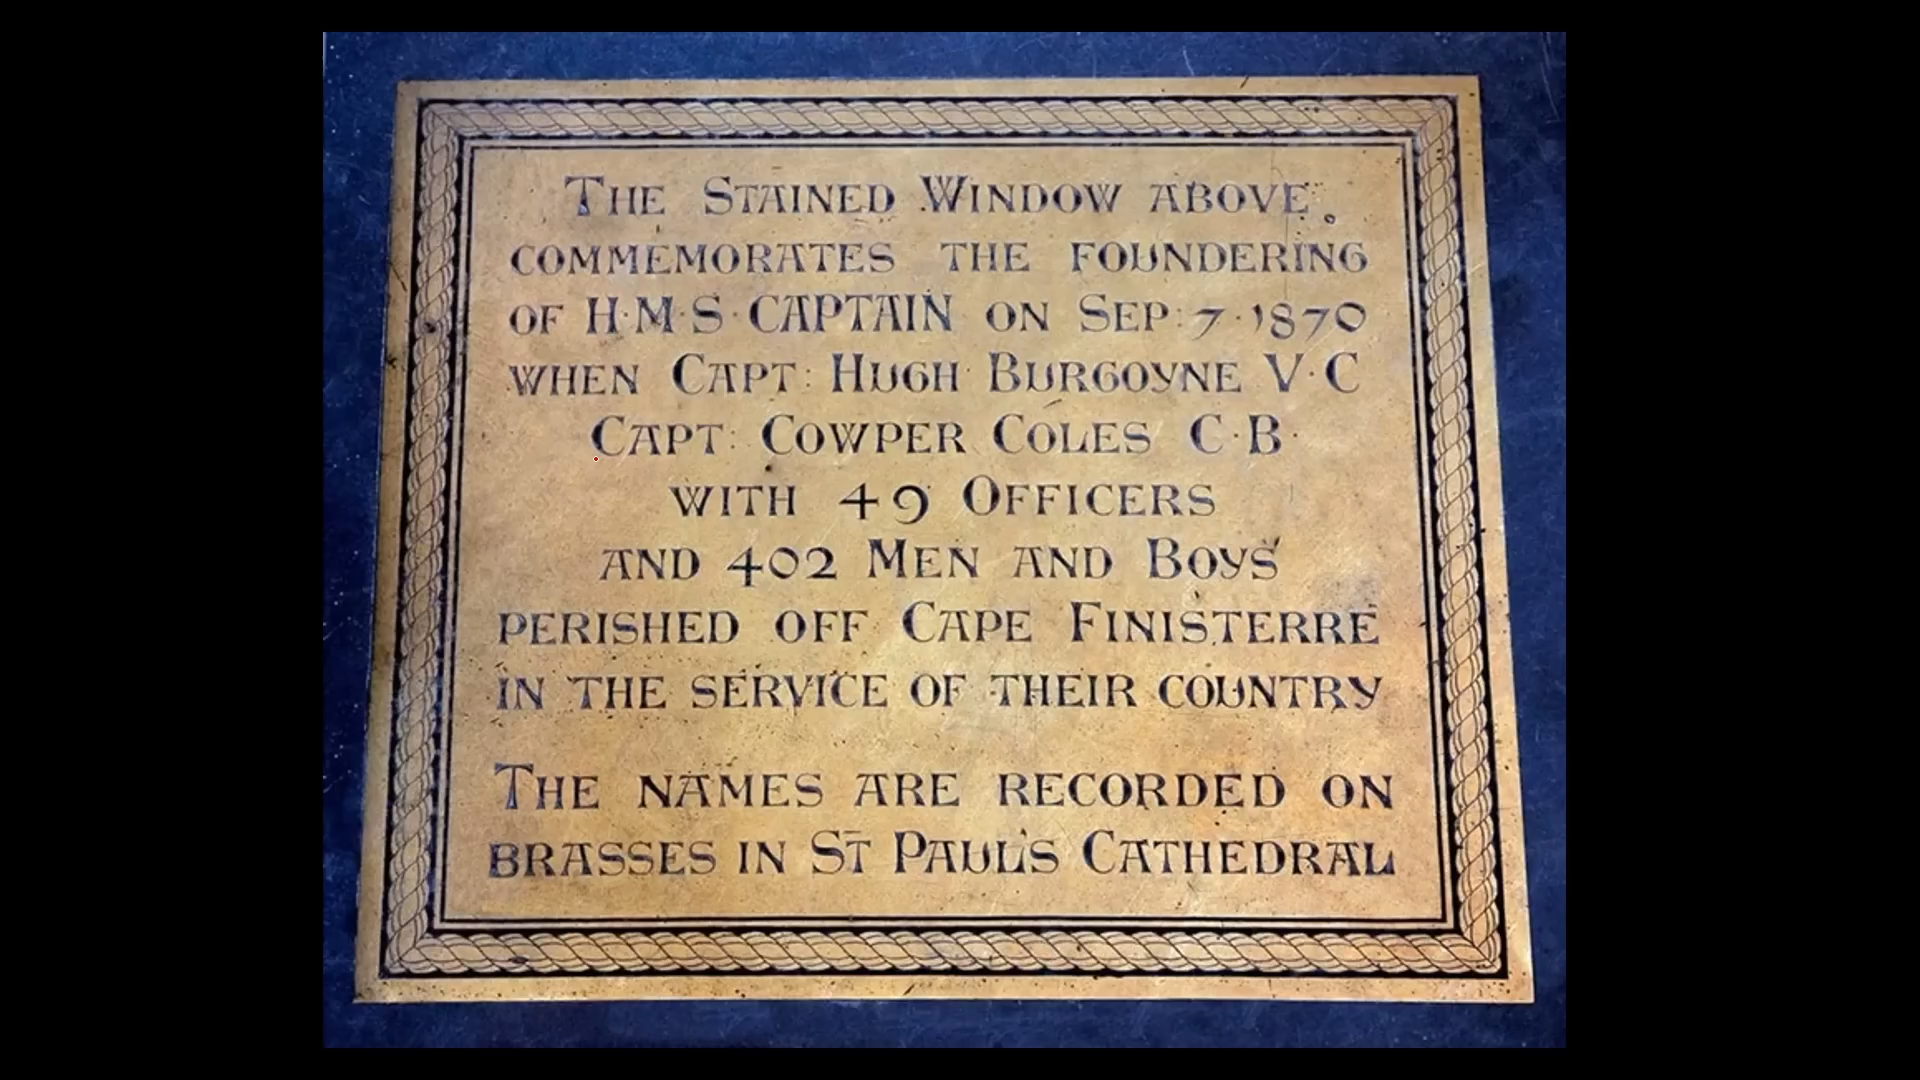 THE STAINED WINDOW ABOVE
COMMEMORATES THE FOUNDERING
OF H·M·S·CAPTAIN ON SEP:7·1870
WHEN CAPT: HUGH BURGOYNE V·C
CAPT: COWPER COLES C·B·
WITH 49 OFFICERS
AND 402 MEN AND BOYS
PERISHED OFF CAPE FINISTERRE
IN THE SERVICE OF THEIR COUNTRY
THE NAMES ARE RECORDED ON
BRASSES IN ST PAUL'S CATHEDRAL